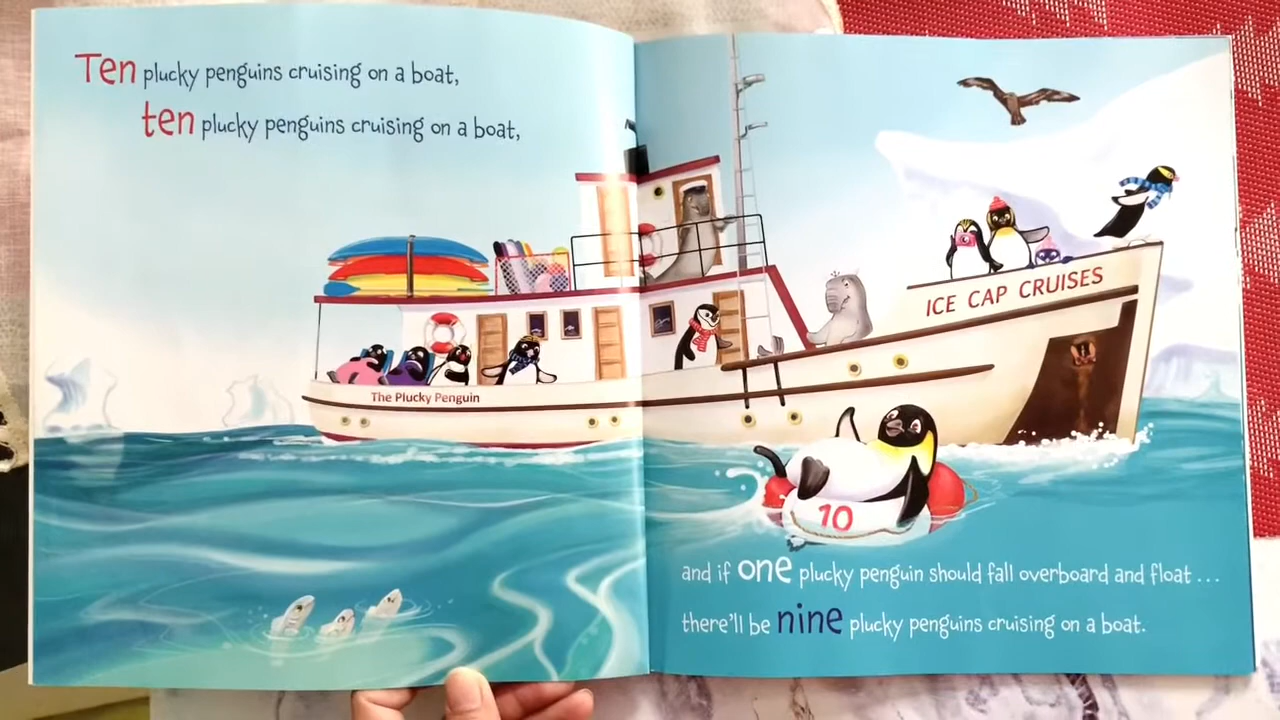 Ten plucky penguins cruising on a boat,
ten plucky penguins cruising on a boat,
ICE CAP CRUISES
The Plucky Penguin
10
and if one plucky penguin should fall overboard and float ...
there'll be nine plucky penguins cruising on a boat.